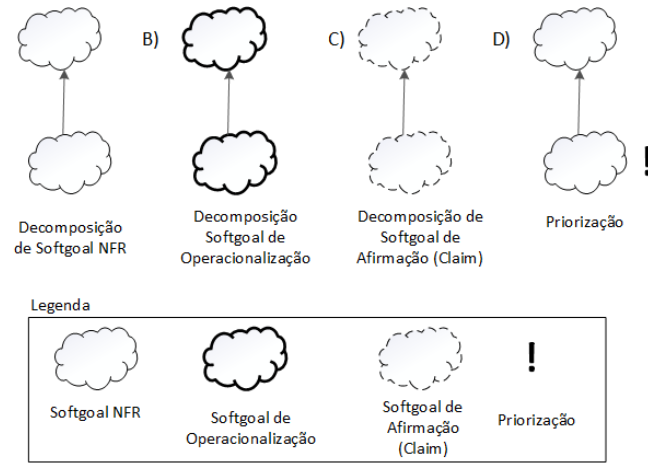 B)
C)
D)
Decomposição
de Softgoal NFR
Decomposição
Softgoal de
Operacionalização
Decomposição de
Softgoal de
Afirmação (Claim)
Priorização
!
Legenda
Softgoal NFR
Softgoal de
Operacionalização
Softgoal de
Afirmação
(Claim)
!
Priorização